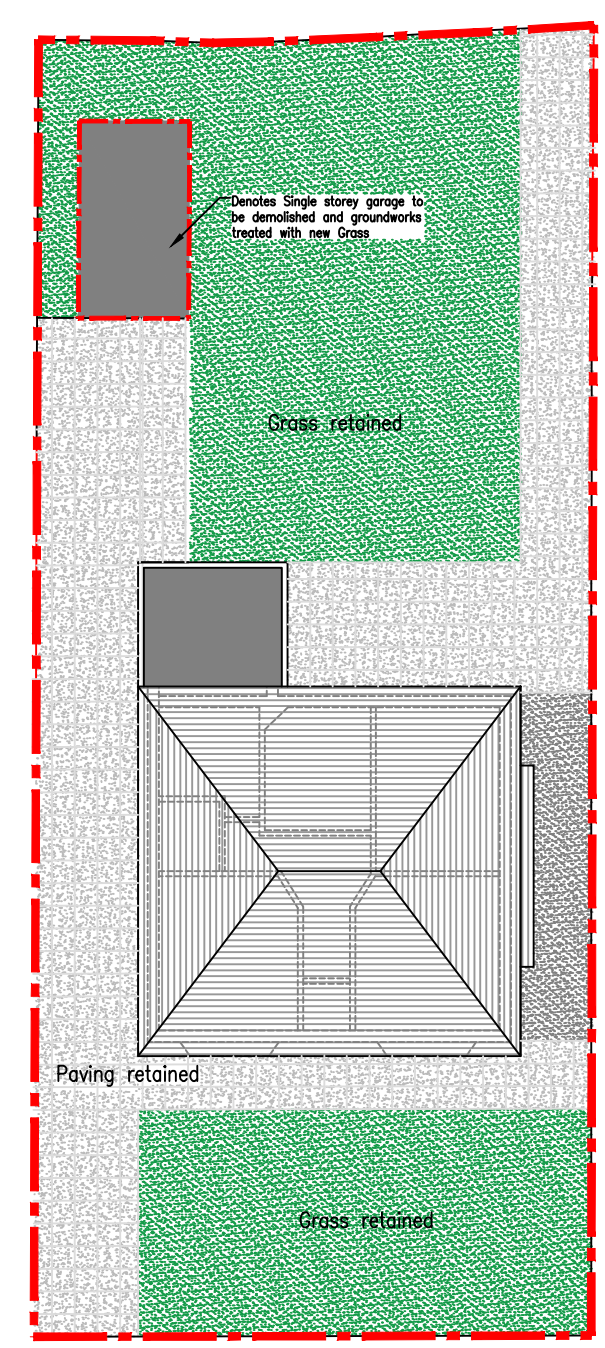 Denotes Single storey garage to
be demolished and groundworks
treated with new Grass
Grass retained
Paving retained
Grass retained